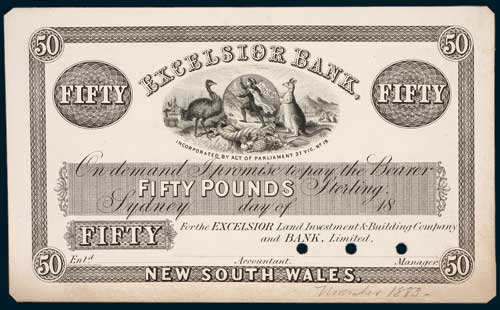 50 50
EXCELSIOR BANK,
FIFTY FIFTY
INCORPORATED BY ACT OF PARLIAMENT 37 VIC. No 19.
On demand I promise to pay the Bearer
FIFTY POUNDS Sterling.
Sydney day of 18
FIFTY For the EXCELSIOR Land Investment & Building Company
and BANK, Limited.
Entd. Accountant. Manager.
50 50
NEW SOUTH WALES.
November 1883 -